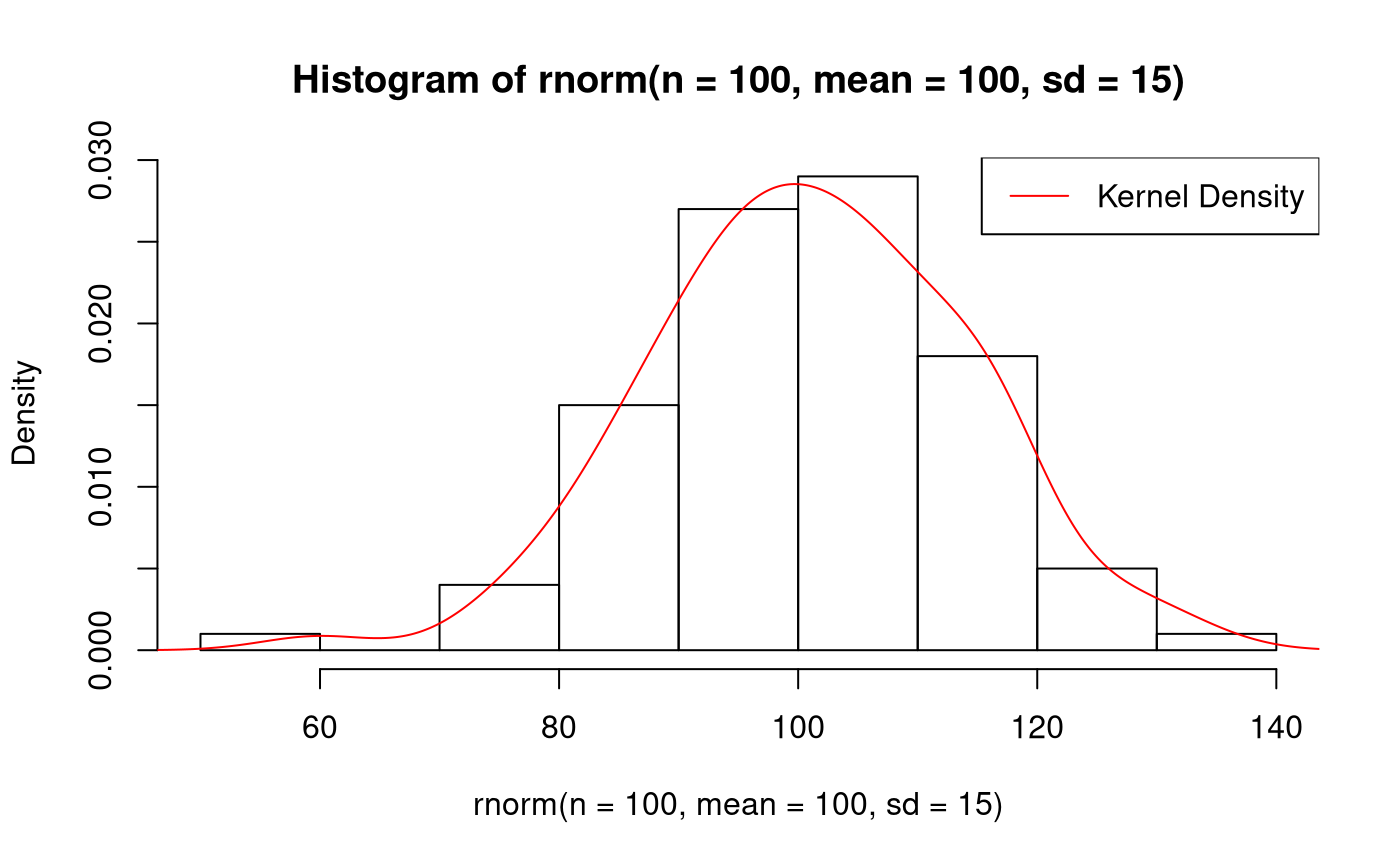 Histogram of rnorm(n = 100, mean = 100, sd = 15)
Kernel Density
Density
0.030
0.020
0.010
0.000
60 80 100 120 140
rnorm(n = 100, mean = 100, sd = 15)